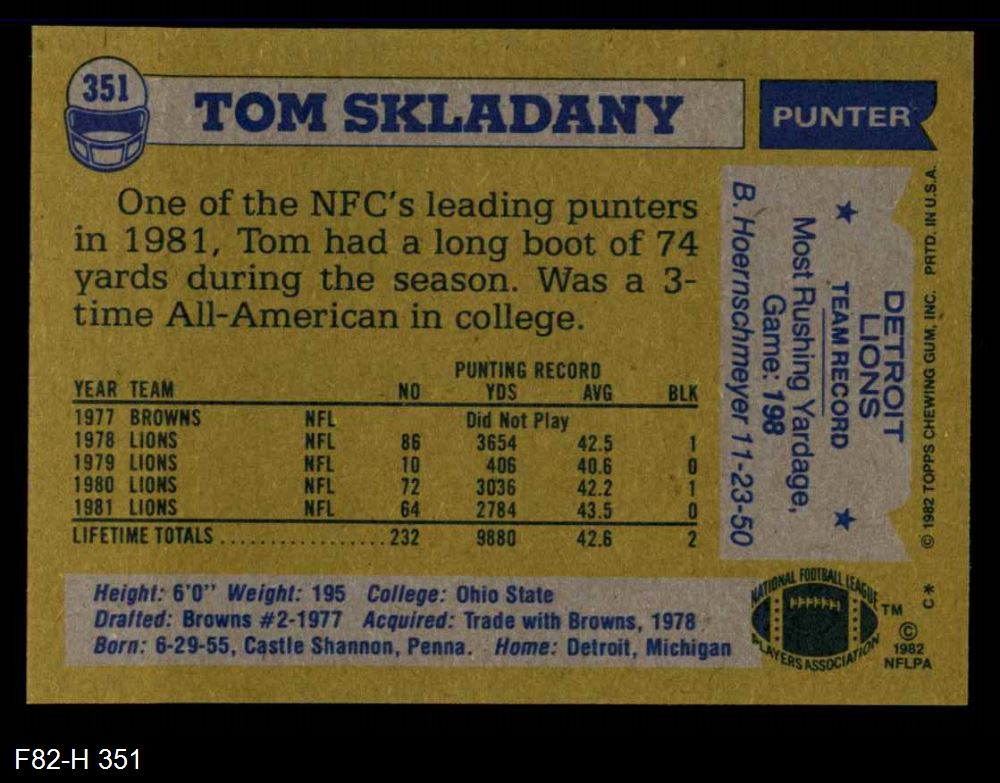 351
TOM SKLADANY
PUNTER
One of the NFC's leading punters
in 1981, Tom had a long boot of 74
yards during the season. Was a 3-
time All-American in college.
PUNTING RECORD
YEAR TEAM NO YDS AVG BLK
1977 BROWNS NFL Did Not Play
1978 LIONS NFL 86 3654 42.5 1
1979 LIONS NFL 10 406 40.6 0
1980 LIONS NFL 72 3036 42.2 1
1981 LIONS NFL 64 2784 43.5 0
LIFETIME TOTALS ................... 232 9880 42.6 2
Height: 6'0" Weight: 195 College: Ohio State
Drafted: Browns #2-1977 Acquired: Trade with Browns, 1978
Born: 6-29-55, Castle Shannon, Penna. Home: Detroit, Michigan
DETROIT
LIONS
★ TEAM RECORD ★
Most Rushing Yardage,
Game: 198
B. Hoernschmeyer 11-23-50
© 1982 TOPPS CHEWING GUM, INC. PRTD. IN U.S.A.
C*
NATIONAL FOOTBALL LEAGUE
PLAYERS ASSOCIATION
TM
©
1982
NFLPA
F82-H 351